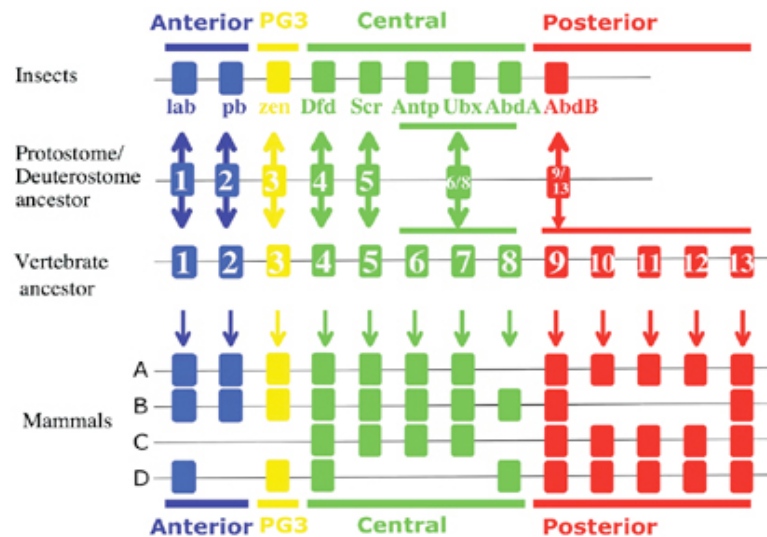 Anterior PG3 Central Posterior
Insects
lab pb zen Dfd Scr Antp Ubx AbdA AbdB
Protostome/
Deuterostome
ancestor
1 2 3 4 5 6/8 9/
13
Vertebrate
ancestor
1 2 3 4 5 6 7 8 9 10 11 12 13
A
B
Mammals
C
D
Anterior PG3 Central Posterior